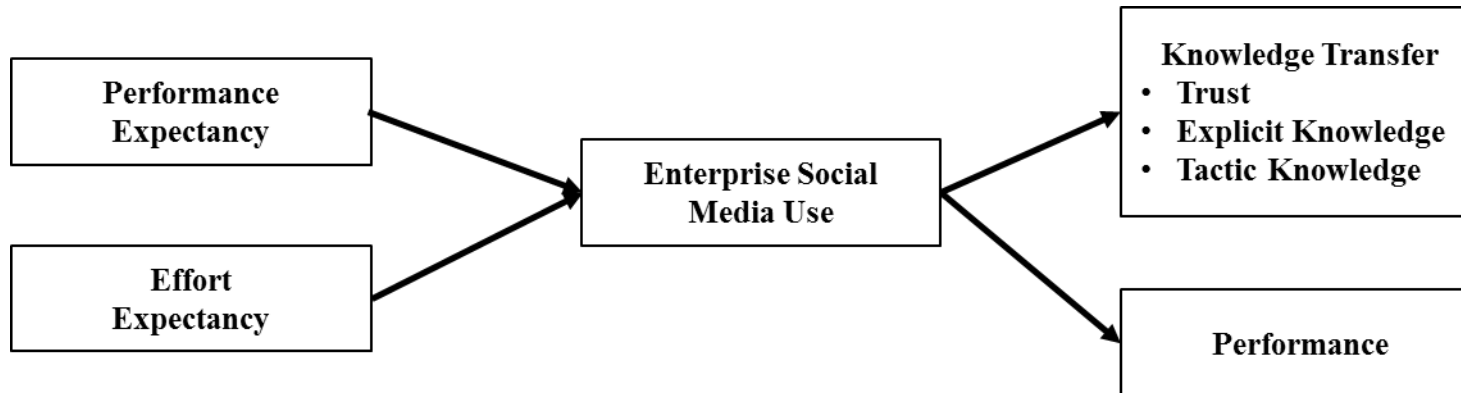 Performance
Expectancy
Effort
Expectancy
Enterprise Social
Media Use
Knowledge Transfer
• Trust
• Explicit Knowledge
• Tactic Knowledge
Performance